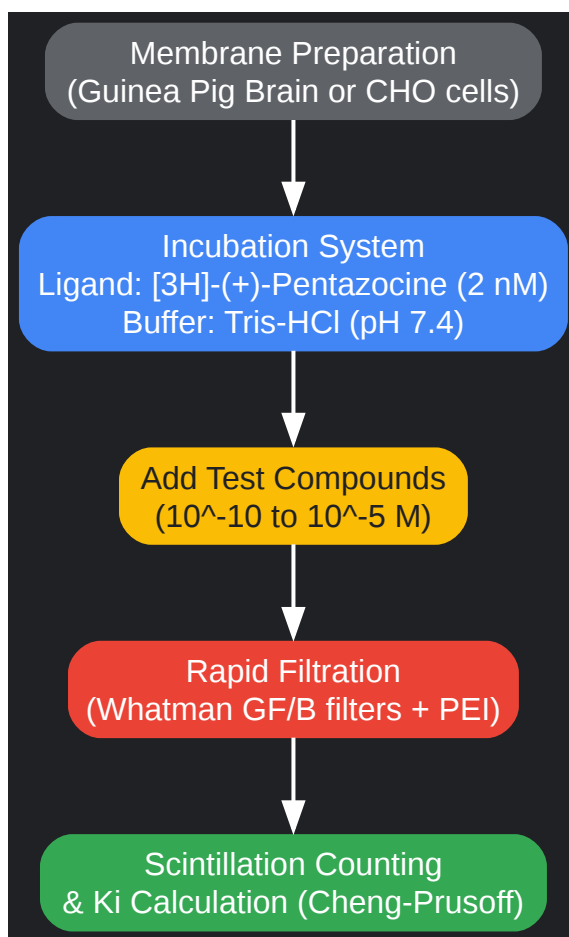 Membrane Preparation
(Guinea Pig Brain or CHO cells)
Incubation System
Ligand: [3H]-(+)-Pentazocine (2 nM)
Buffer: Tris-HCl (pH 7.4)
Add Test Compounds
(10^-10 to 10^-5 M)
Rapid Filtration
(Whatman GF/B filters + PEI)
Scintillation Counting
& Ki Calculation (Cheng-Prusoff)